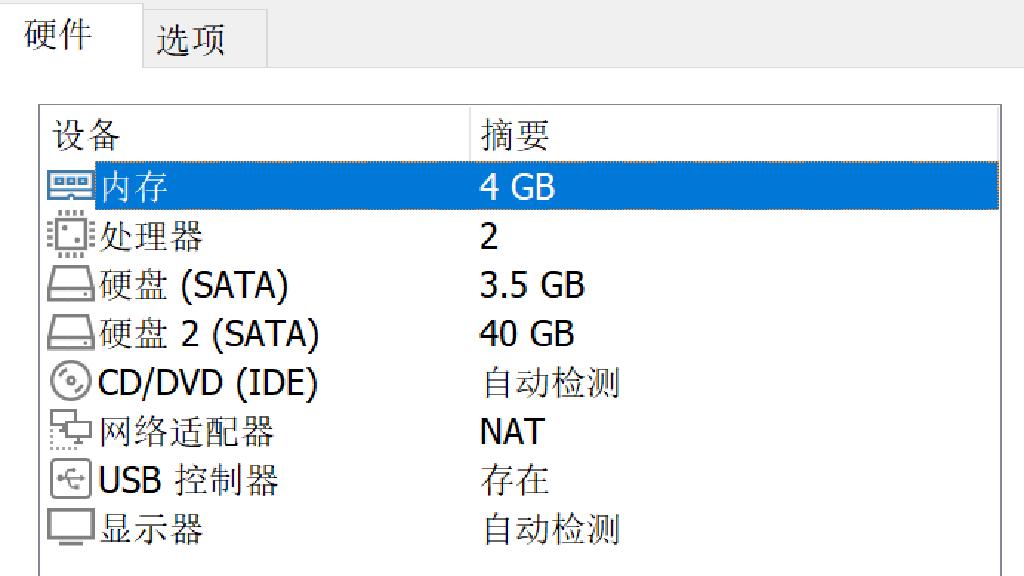 硬件 选项
设备 摘要
内存 4 GB
处理器 2
硬盘 (SATA) 3.5 GB
硬盘 2 (SATA) 40 GB
CD/DVD (IDE) 自动检测
网络适配器 NAT
USB 控制器 存在
显示器 自动检测